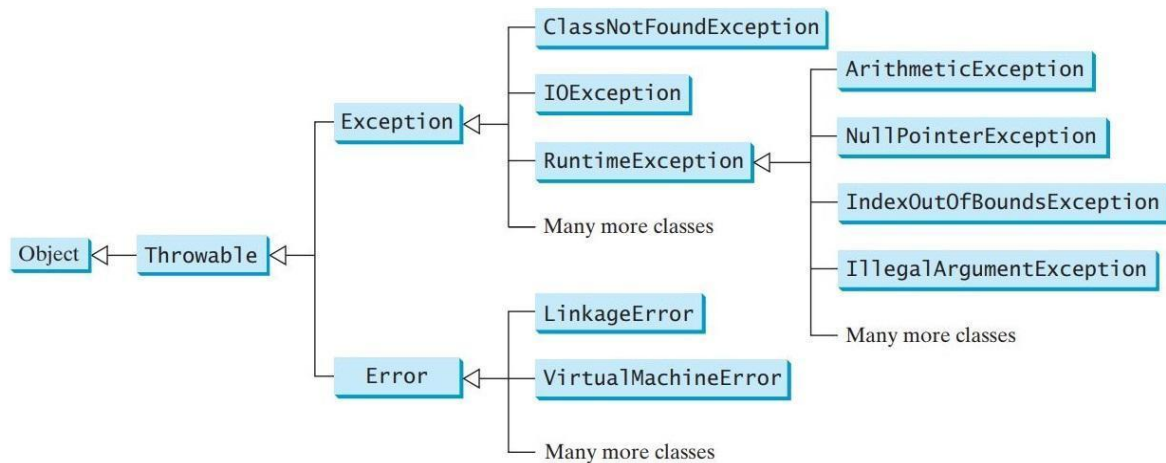 ClassNotFoundException
ArithmeticException
IOException
Exception
NullPointerException
RuntimeException
IndexOutOfBoundsException
Many more classes
Object
Throwable
IllegalArgumentException
LinkageError
Many more classes
Error
VirtualMachineError
Many more classes